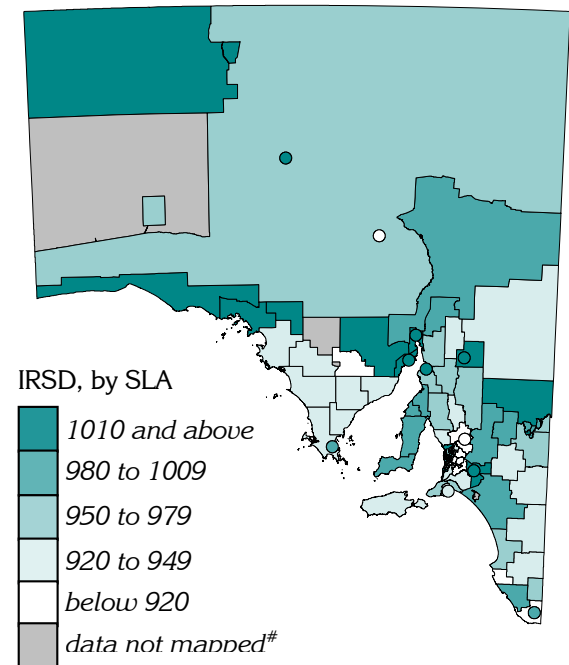 IRSD, by SLA
1010 and above
980 to 1009
950 to 979
920 to 949
below 920
data not mapped#